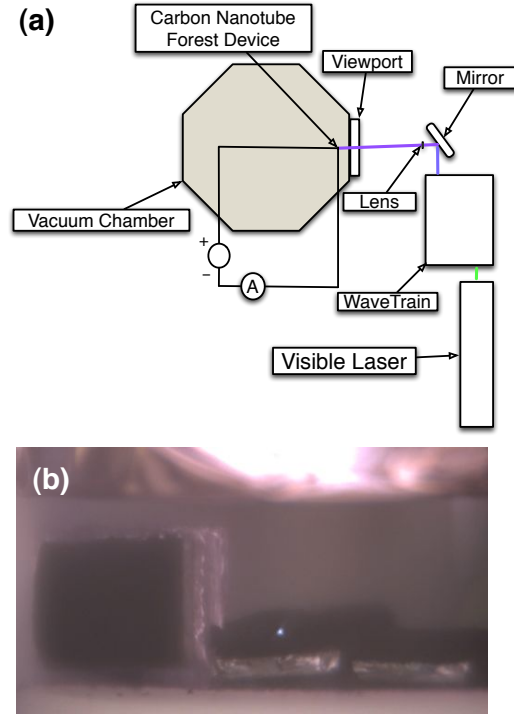 (a)
Carbon Nanotube
Forest Device
Viewport
Mirror
Lens
Vacuum Chamber
+
−
A
WaveTrain
Visible Laser
(b)